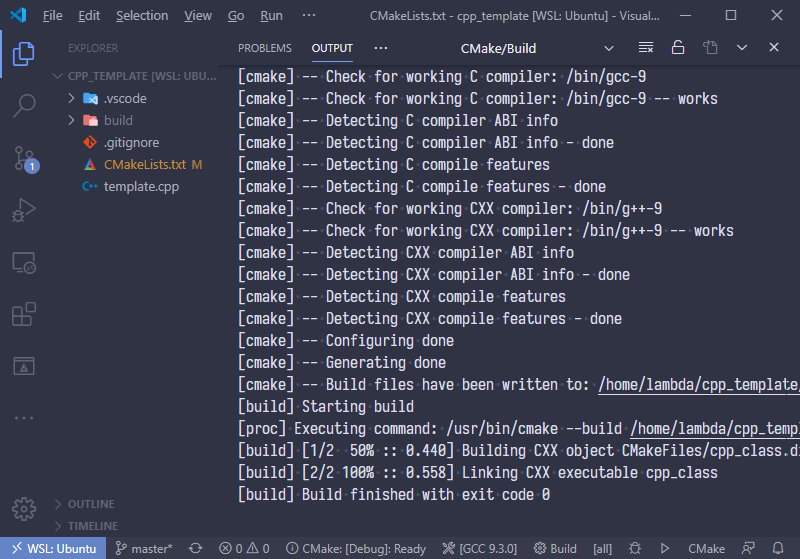 File Edit Selection View Go Run ··· CMakeLists.txt - cpp_template [WSL: Ubuntu] - Visual...
EXPLORER
CPP_TEMPLATE [WSL: UBU...
.vscode
build
.gitignore
CMakeLists.txt M
template.cpp
1
OUTLINE
TIMELINE
PROBLEMS OUTPUT ··· CMake/Build
[cmake] -- Check for working C compiler: /bin/gcc-9
[cmake] -- Check for working C compiler: /bin/gcc-9 -- works
[cmake] -- Detecting C compiler ABI info
[cmake] -- Detecting C compiler ABI info - done
[cmake] -- Detecting C compile features
[cmake] -- Detecting C compile features - done
[cmake] -- Check for working CXX compiler: /bin/g++-9
[cmake] -- Check for working CXX compiler: /bin/g++-9 -- works
[cmake] -- Detecting CXX compiler ABI info
[cmake] -- Detecting CXX compiler ABI info - done
[cmake] -- Detecting CXX compile features
[cmake] -- Detecting CXX compile features - done
[cmake] -- Configuring done
[cmake] -- Generating done
[cmake] -- Build files have been written to: /home/lambda/cpp_template/
[build] Starting build
[proc] Executing command: /usr/bin/cmake --build /home/lambda/cpp_temp
[build] [1/2  50% :: 0.440] Building CXX object CMakeFiles/cpp_class.di
[build] [2/2 100% :: 0.558] Linking CXX executable cpp_class
[build] Build finished with exit code 0
WSL: Ubuntu master* 0 0 CMake: [Debug]: Ready [GCC 9.3.0] Build [all] CMake